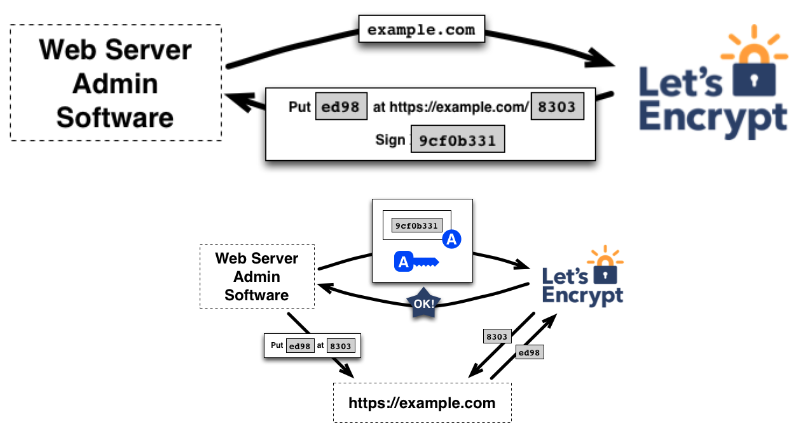 example.com
Web Server
Admin
Software
Put ed98 at https://example.com/ 8303
Sign 9cf0b331
Let's
Encrypt
9cf0b331
A
A
Web Server
Admin
Software
OK!
Let's
Encrypt
Put ed98 at 8303
8303
ed98
https://example.com